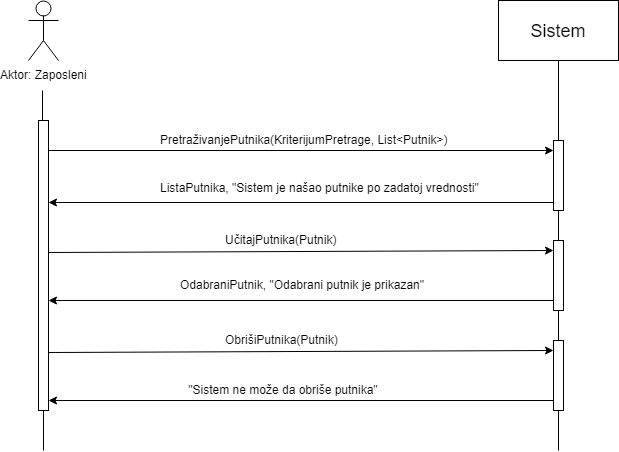 Sistem
Aktor: Zaposleni
PretraživanjePutnika(KriterijumPretrage, List<Putnik>)
ListaPutnika, "Sistem je našao putnike po zadatoj vrednosti"
UčitajPutnika(Putnik)
OdabraniPutnik, "Odabrani putnik je prikazan"
ObrišiPutnika(Putnik)
"Sistem ne može da obriše putnika"